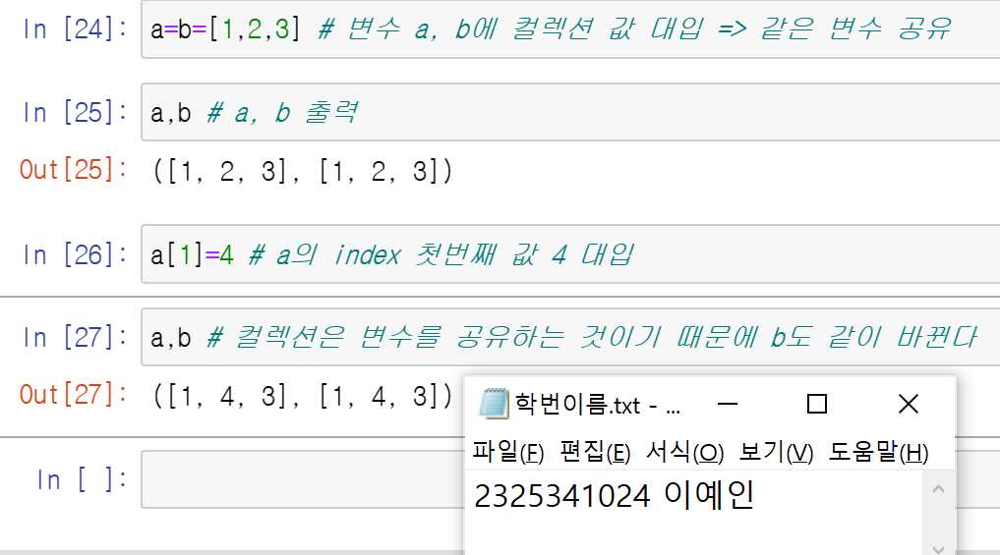 In [24]: a=b=[1,2,3] # 변수 a, b에 컬렉션 값 대입 => 같은 변수 공유
In [25]: a,b # a, b 출력
Out[25]: ([1, 2, 3], [1, 2, 3])
In [26]: a[1]=4 # a의 index 첫번째 값 4 대입
In [27]: a,b # 컬렉션은 변수를 공유하는 것이기 때문에 b도 같이 바뀐다
Out[27]: ([1, 4, 3], [1, 4, 3])
In [ ]:
학번이름.txt - ...
파일(F) 편집(E) 서식(O) 보기(V) 도움말(H)
2325341024 이예인